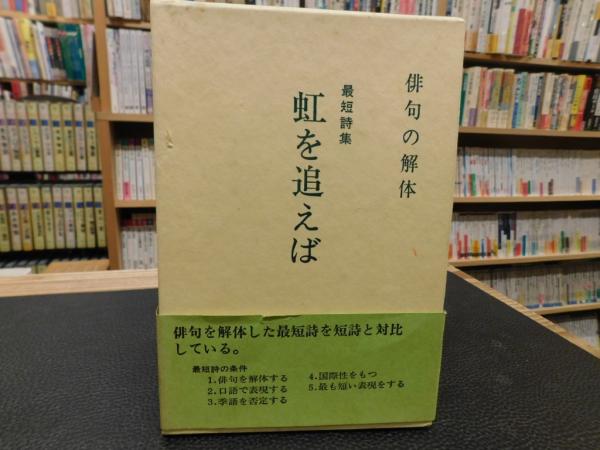 俳句の解体
最短詩集
虹を追えば
俳句を解体した最短詩を短詩と対比
している。
最短詩の条件
1.俳句を解体する
2.口語で表現する
3.季語を否定する
4.国際性をもつ
5.最も短い表現をする